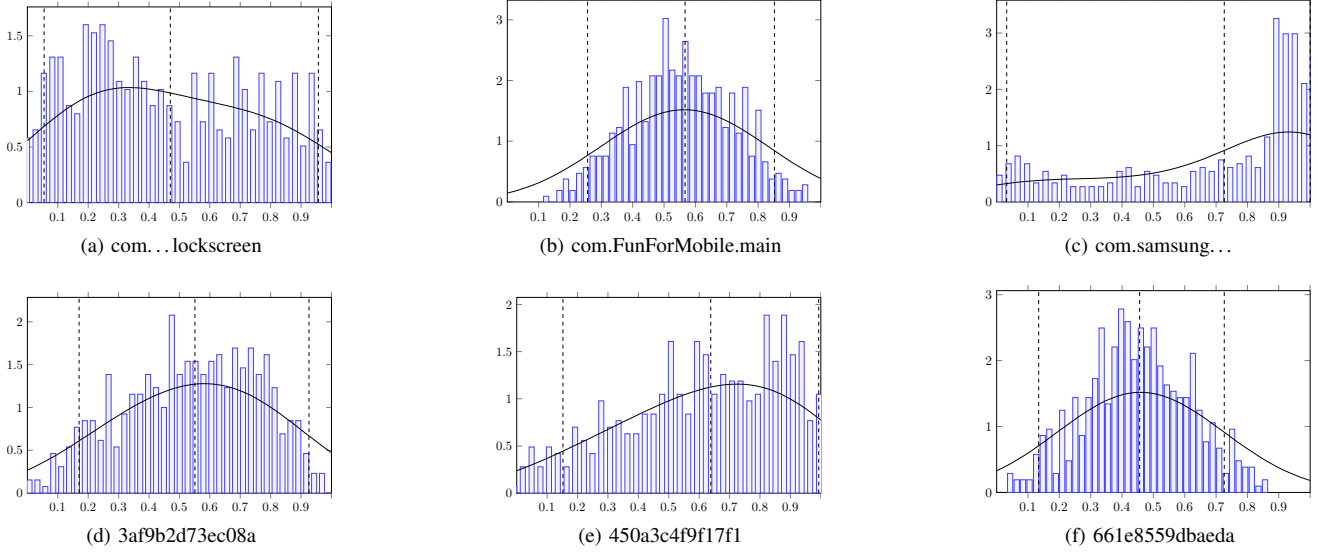 1.5
1
0.5
0
0.1 0.2 0.3 0.4 0.5 0.6 0.7 0.8 0.9
(a) com. . . lockscreen
3
2
1
0
0.1 0.2 0.3 0.4 0.5 0.6 0.7 0.8 0.9
(b) com.FunForMobile.main
3
2
1
0
0.1 0.2 0.3 0.4 0.5 0.6 0.7 0.8 0.9
(c) com.samsung. . .
2
1.5
1
0.5
0
0.1 0.2 0.3 0.4 0.5 0.6 0.7 0.8 0.9
(d) 3af9b2d73ec08a
2
1.5
1
0.5
0
0.1 0.2 0.3 0.4 0.5 0.6 0.7 0.8 0.9
(e) 450a3c4f9f17f1
3
2
1
0
0.1 0.2 0.3 0.4 0.5 0.6 0.7 0.8 0.9
(f) 661e8559dbaeda